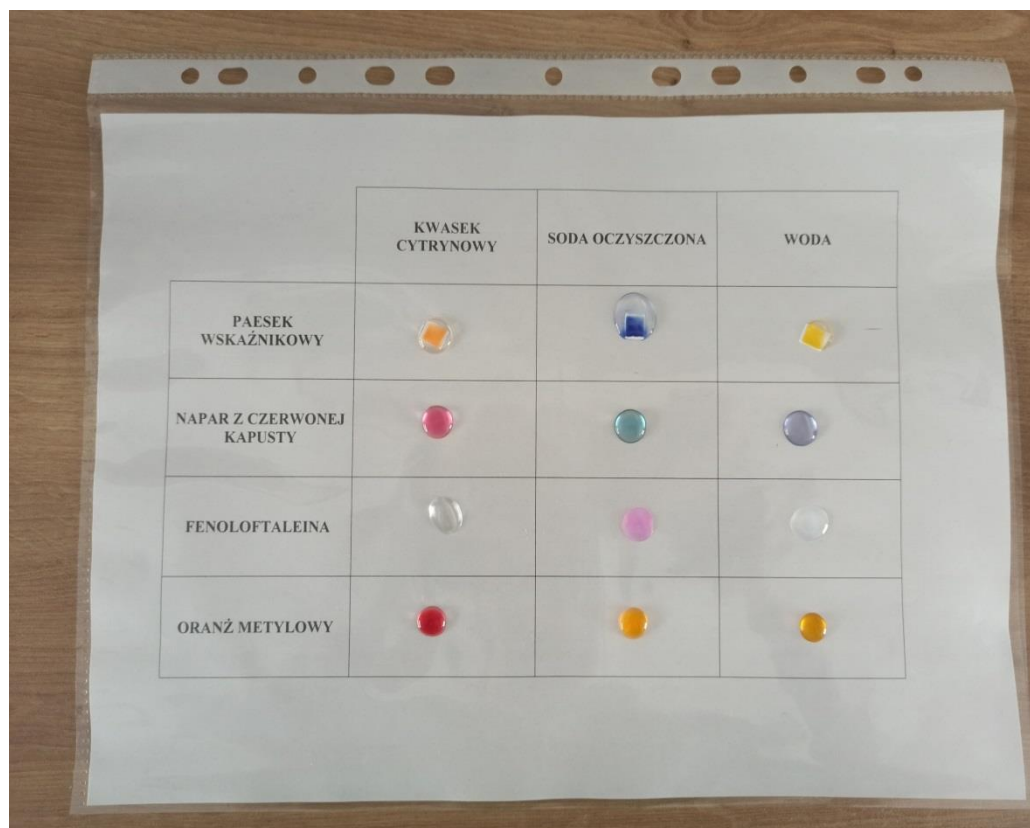 KWASEK
CYTRYNOWY
SODA OCZYSZCZONA
WODA
PAESEK
WSKAŹNIKOWY
NAPAR Z CZERWONEJ
KAPUSTY
FENOLOFTALEINA
ORANŻ METYLOWY